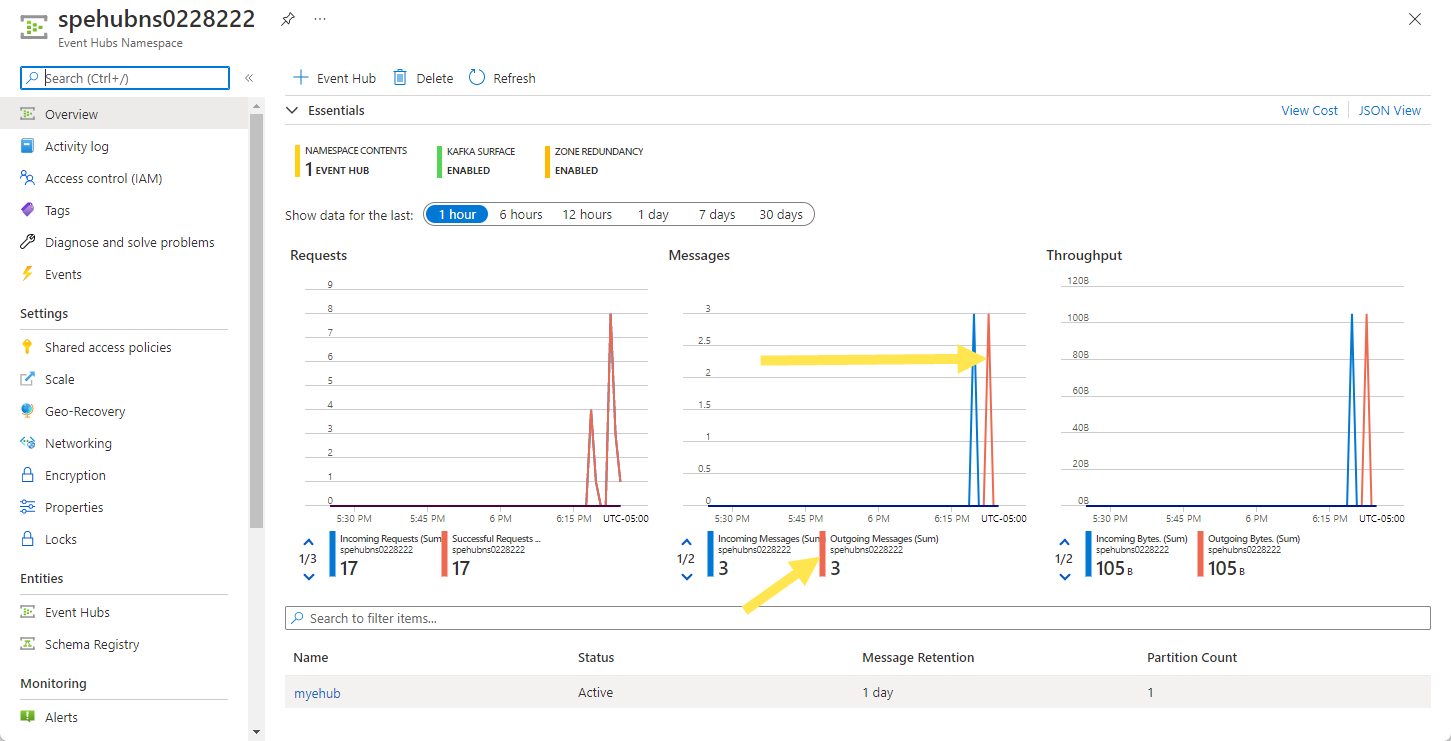 spehubns0228222
...
Event Hubs Namespace
Search (Ctrl+/)
«
Overview
Activity log
Access control (IAM)
Tags
Diagnose and solve problems
Events
Settings
Shared access policies
Scale
Geo-Recovery
Networking
Encryption
Properties
Locks
Entities
Event Hubs
Schema Registry
Monitoring
Alerts
Event Hub
Delete
Refresh
Essentials
View Cost
JSON View
NAMESPACE CONTENTS
1 EVENT HUB
KAFKA SURFACE
ENABLED
ZONE REDUNDANCY
ENABLED
Show data for the last:
1 hour
6 hours
12 hours
1 day
7 days
30 days
Requests
9
8
7
6
5
4
3
2
1
0
5:30 PM
5:45 PM
6 PM
6:15 PM
UTC-05:00
1/3
Incoming Requests (Sum)
spehubns0228222
17
Successful Requests ...
spehubns0228222
17
Messages
3
2.5
2
1.5
1
0.5
0
5:30 PM
5:45 PM
6 PM
6:15 PM
UTC-05:00
1/2
Incoming Messages (Sum)
spehubns0228222
3
Outgoing Messages (Sum)
spehubns0228222
3
Throughput
120B
100B
80B
60B
40B
20B
0B
5:30 PM
5:45 PM
6 PM
6:15 PM
UTC-05:00
1/2
Incoming Bytes. (Sum)
spehubns0228222
105 B
Outgoing Bytes. (Sum)
spehubns0228222
105 B
Search to filter items...
Name
Status
Message Retention
Partition Count
myehub
Active
1 day
1